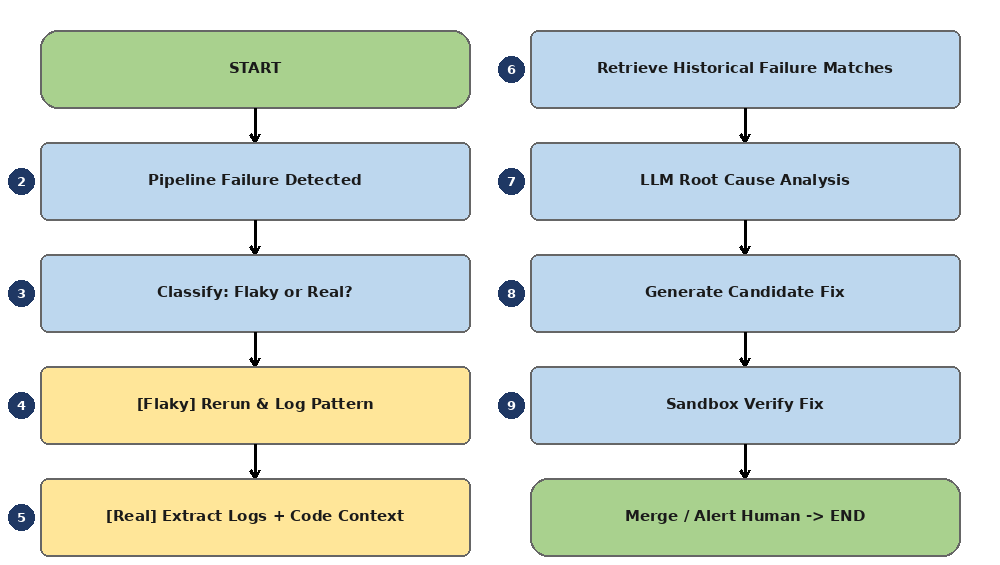 START
2
Pipeline Failure Detected
3
Classify: Flaky or Real?
4
[Flaky] Rerun & Log Pattern
5
[Real] Extract Logs + Code Context
6
Retrieve Historical Failure Matches
7
LLM Root Cause Analysis
8
Generate Candidate Fix
9
Sandbox Verify Fix
Merge / Alert Human -> END